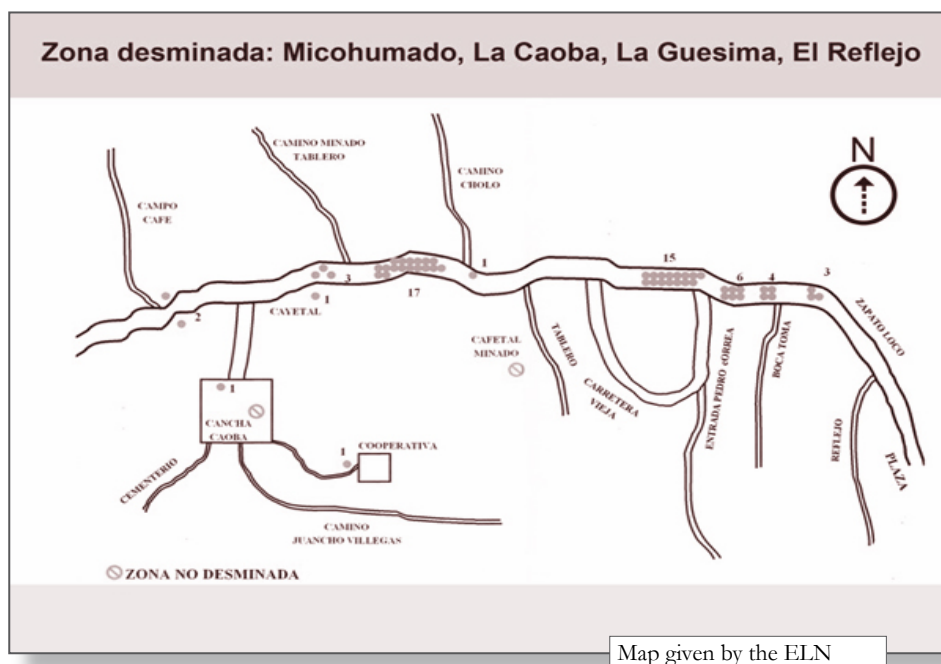 Zona desminada: Micohumado, La Caoba, La Guesima, El Reflejo
N
CAMINO MINADO
TABLERO
CAMINO
CHOLO
CAMPO
CAFE
1
15
6
4
3
3
17
1
CAYETAL
2
ZAPATO LOCO
CAFETAL
MINADO
TABLERO
CARRETERA
VIEJA
ENTRADA PEDRO cORREA
BOCA TOMA
REFLEJO
PLAZA
1
CANCHA
CAOBA
1
COOPERATIVA
CEMENTERIO
CAMINO
JUANCHO VILLEGAS
ZONA NO DESMINADA
Map given by the ELN